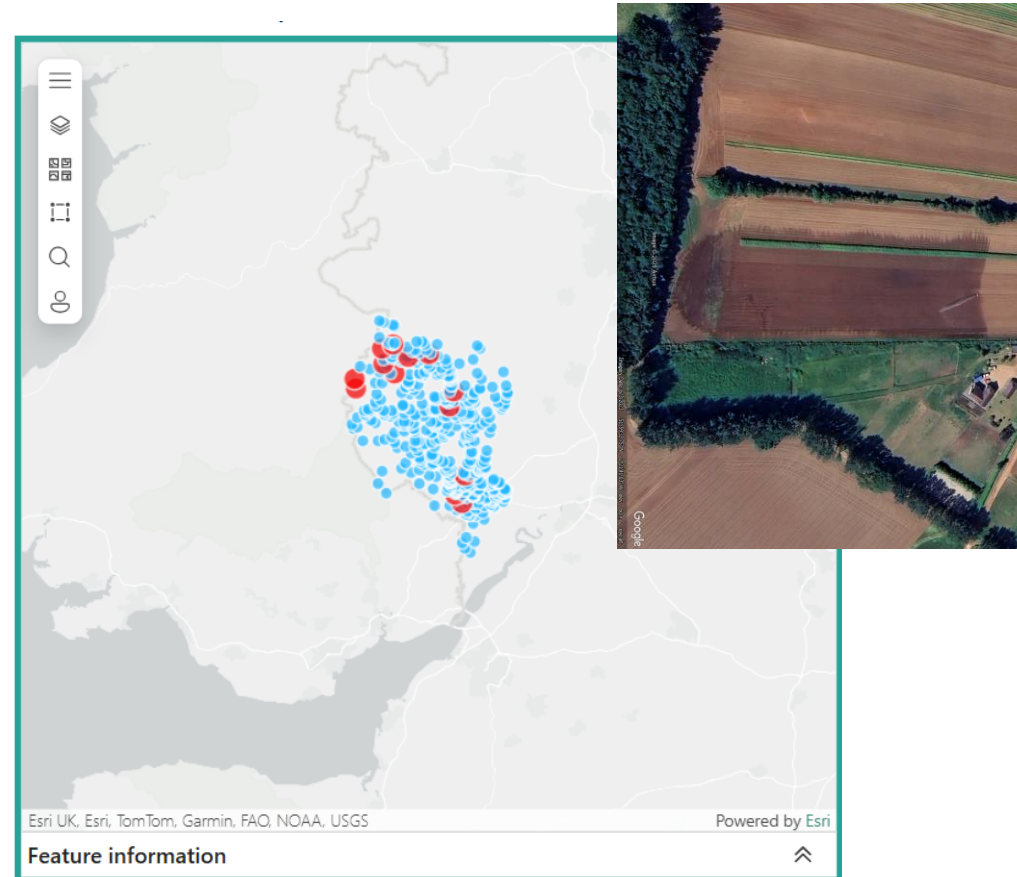 Esri UK, Esri, TomTom, Garmin, FAO, NOAA, USGS
Powered by Esri
Feature information
Google